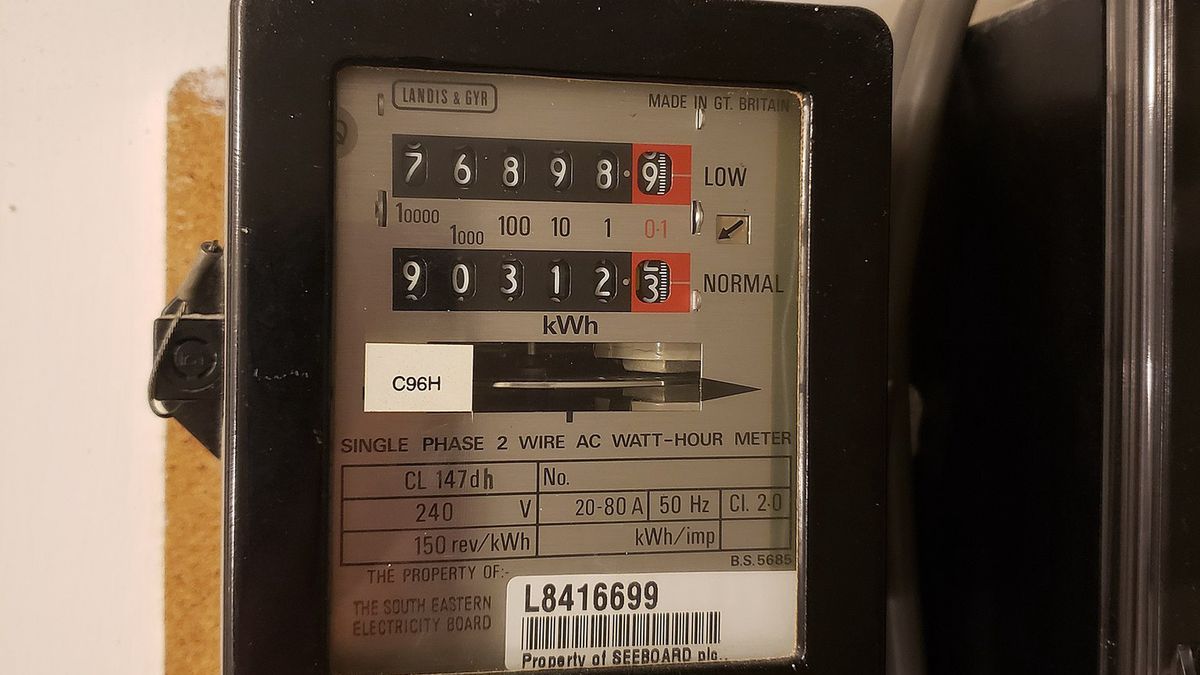 LANDIS & GYR
MADE IN GT. BRITAIN
7 6 8 9 8 · 9 LOW
10000 1000 100 10 1 0·1
9 0 3 1 2 · 3 NORMAL
kWh
C96H
SINGLE PHASE 2 WIRE AC WATT-HOUR METER
CL 147dh No.
240 V 20-80 A 50 Hz Cl. 2·0
150 rev/kWh kWh/imp
B.S. 5685
THE PROPERTY OF:-
THE SOUTH EASTERN
ELECTRICITY BOARD
L8416699
Property of SEEBOARD plc.